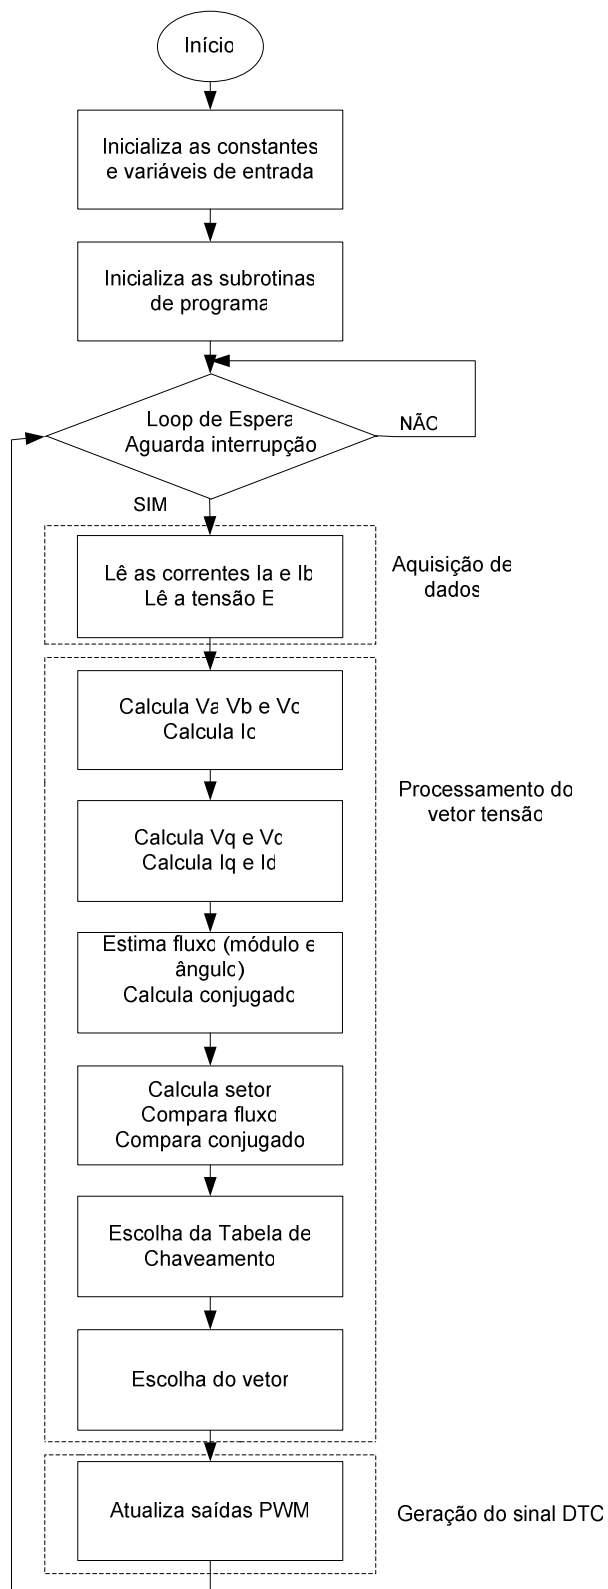 Início
Inicializa as constantes
e variáveis de entrada
Inicializa as subrotinas
de programa
Loop de Espera
Aguarda interrupção
NÃO
SIM
Lê as correntes Ia e Ib
Lê a tensão E
Aquisição de
dados
Calcula Va Vb e Vc
Calcula Ic
Processamento do
vetor tensão
Calcula Vq e Vd
Calcula Iq e Id
Estima fluxo (módulo e
ângulo)
Calcula conjugado
Calcula setor
Compara fluxo
Compara conjugado
Escolha da Tabela de
Chaveamento
Escolha do vetor
Atualiza saídas PWM
Geração do sinal DTC